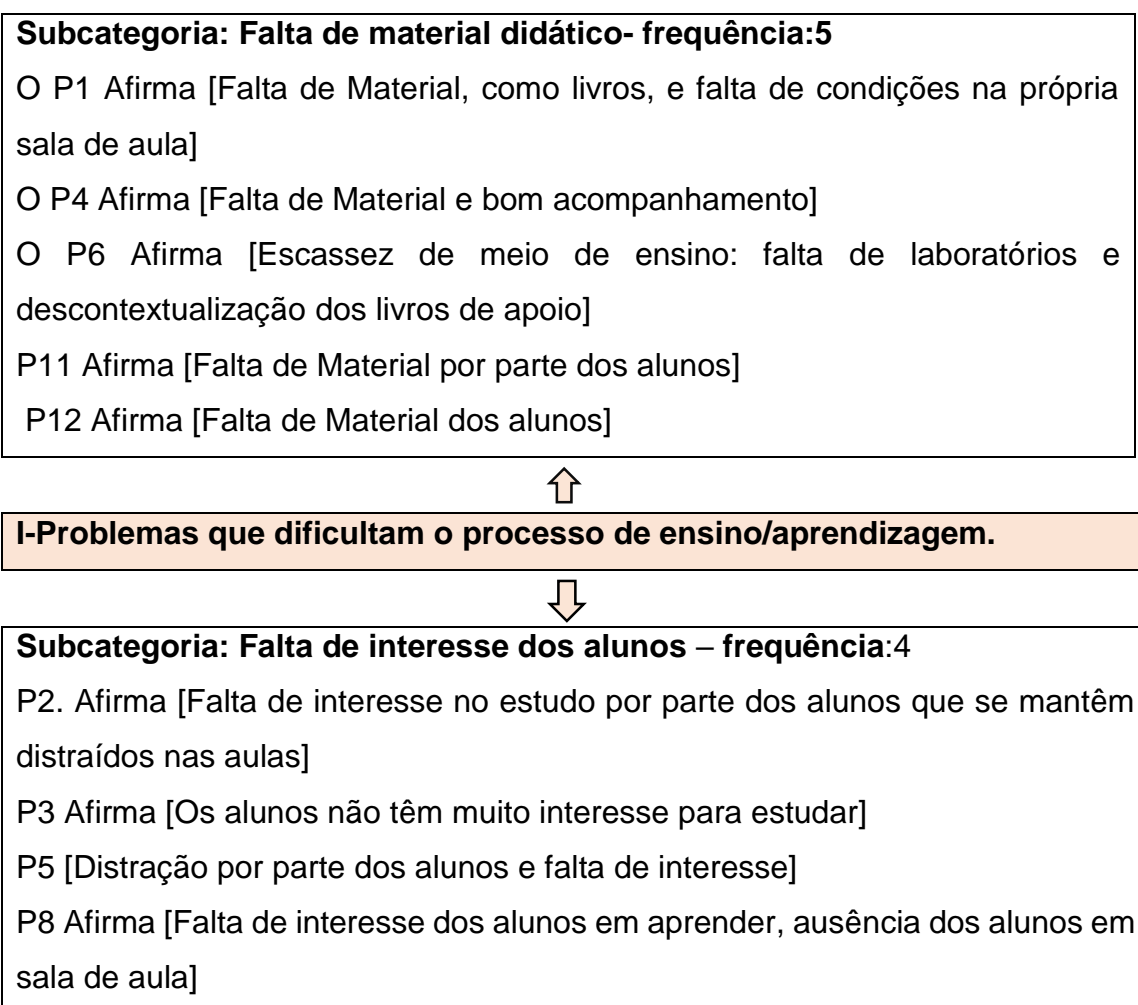 Subcategoria: Falta de material didático- frequência:5
O P1 Afirma [Falta de Material, como livros, e falta de condições na própria
sala de aula]
O P4 Afirma [Falta de Material e bom acompanhamento]
O P6 Afirma [Escassez de meio de ensino: falta de laboratórios e
descontextualização dos livros de apoio]
P11 Afirma [Falta de Material por parte dos alunos]
P12 Afirma [Falta de Material dos alunos]
I-Problemas que dificultam o processo de ensino/aprendizagem.
Subcategoria: Falta de interesse dos alunos – frequência:4
P2. Afirma [Falta de interesse no estudo por parte dos alunos que se mantêm
distraídos nas aulas]
P3 Afirma [Os alunos não têm muito interesse para estudar]
P5 [Distração por parte dos alunos e falta de interesse]
P8 Afirma [Falta de interesse dos alunos em aprender, ausência dos alunos em
sala de aula]